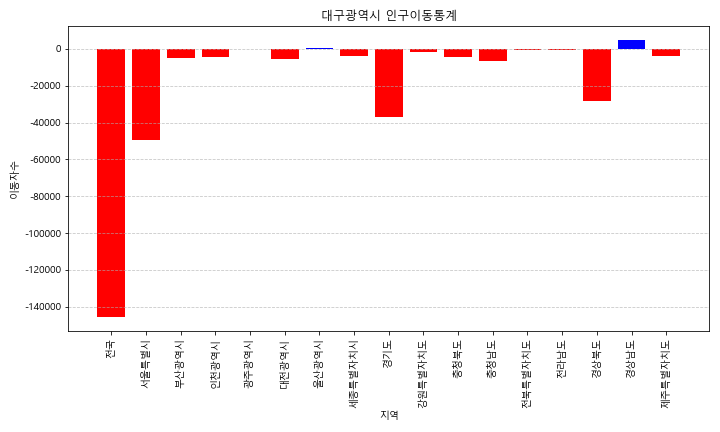 대구광역시 인구이동통계
이동자수
0
-20000
-40000
-60000
-80000
-100000
-120000
-140000
전국
서울특별시
부산광역시
인천광역시
광주광역시
대전광역시
울산광역시
세종특별자치시
경기도
강원특별자치도
충청북도
충청남도
전북특별자치도
전라남도
경상북도
경상남도
제주특별자치도
지역